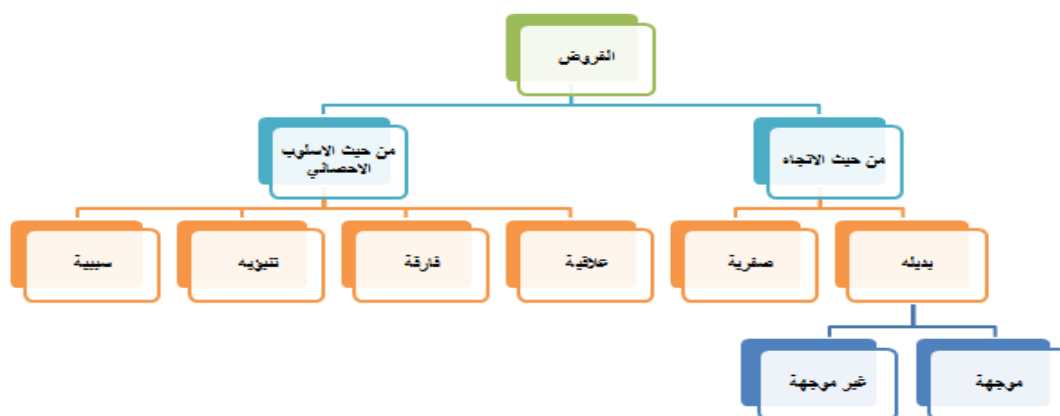 الفروض
من حيث الاتجاه
من حيث الاسلوب
الاحصائي
بديله
صفرية
علاقية
فارقة
تنبؤيه
سببية
موجهة
غير موجهة